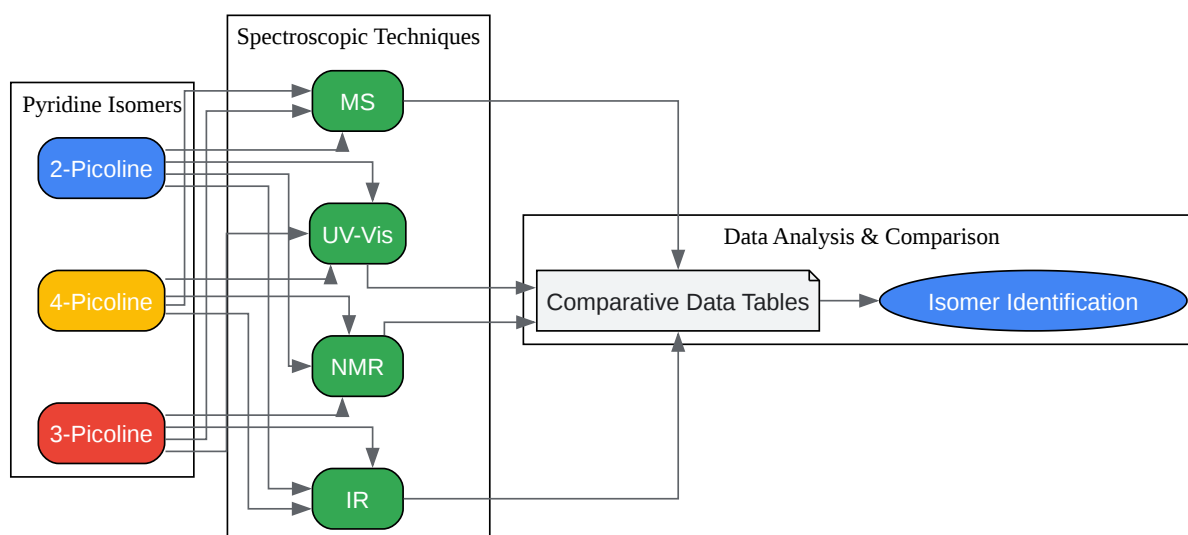 Pyridine Isomers
2-Picoline
4-Picoline
3-Picoline
Spectroscopic Techniques
MS
UV-Vis
NMR
IR
Data Analysis & Comparison
Comparative Data Tables
Isomer Identification